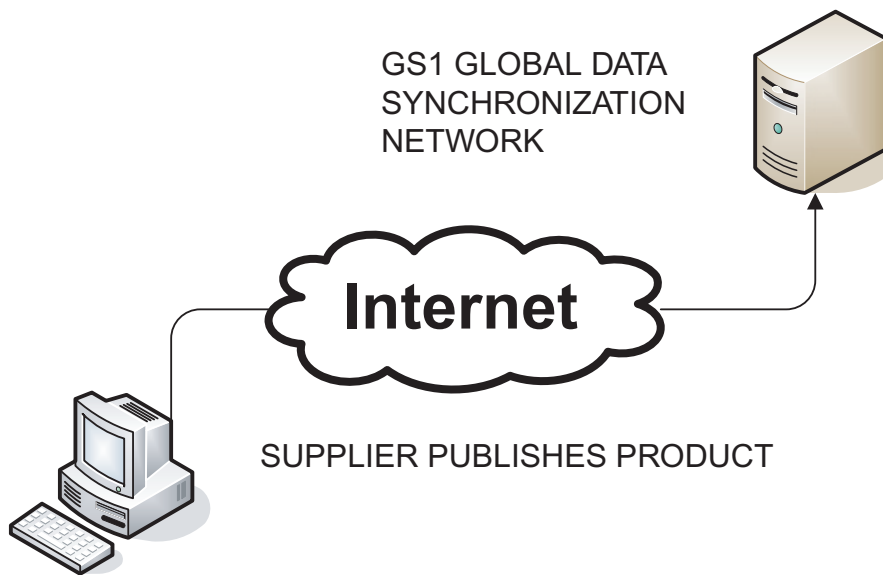 GS1 GLOBAL DATA
SYNCHRONIZATION
NETWORK
Internet
SUPPLIER PUBLISHES PRODUCT